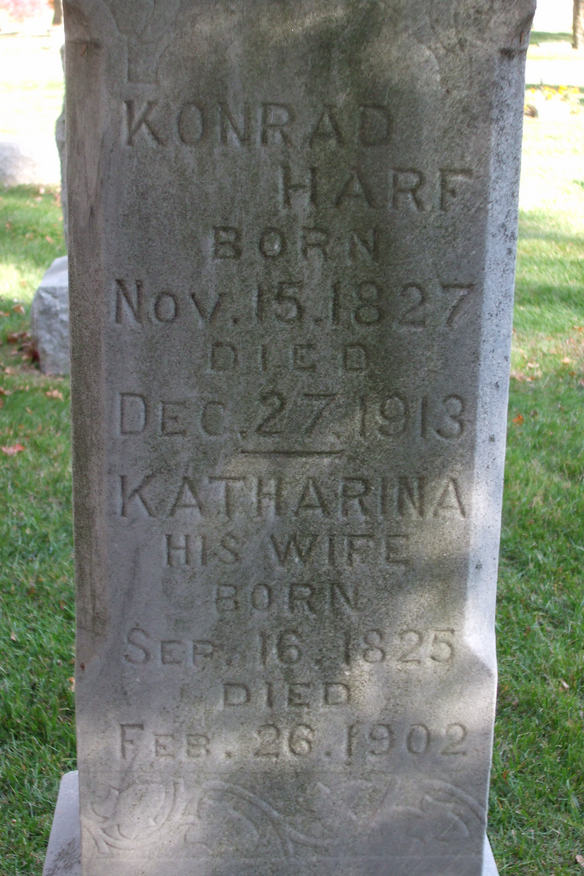 KONRAD
HARF
BORN
NOV. 15. 1827
DIED
DEC. 27. 1913
KATHARINA
HIS WIFE
BORN
SEP. 16. 1825
DIED
FEB. 26. 1902